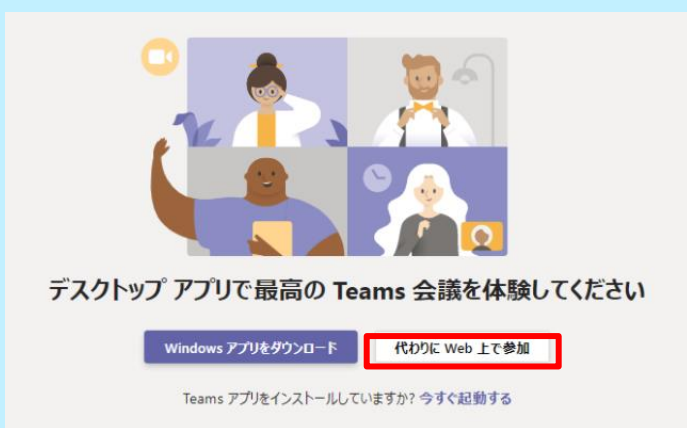 デスクトップ アプリで最高の Teams 会議を体験してください
Windows アプリをダウンロード
代わりに Web 上で参加
Teams アプリをインストールしていますか? 今すぐ起動する